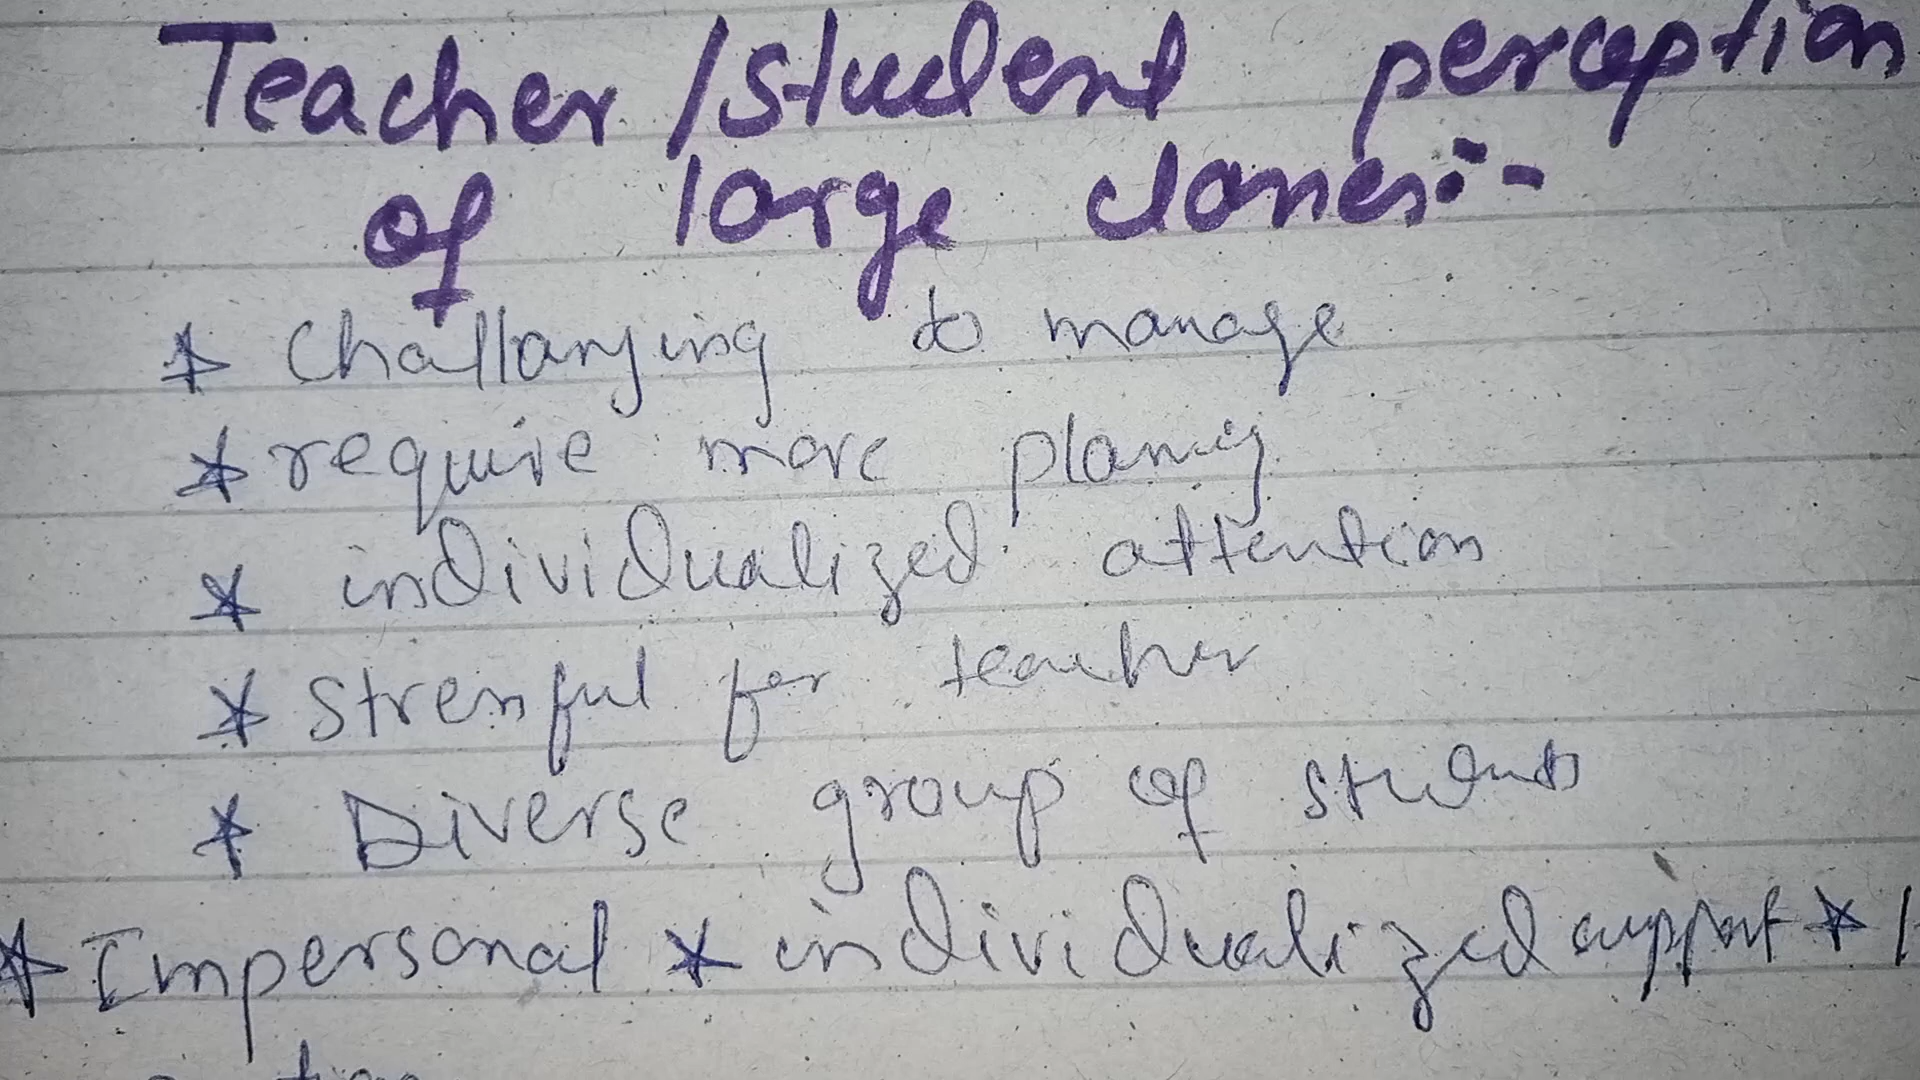 Teacher/student perception
of large classes:-
* Challanging to manage
* require more planning
* individualized attention
* stressful for teacher
* Diverse group of students
* Impersonal * individualized support *